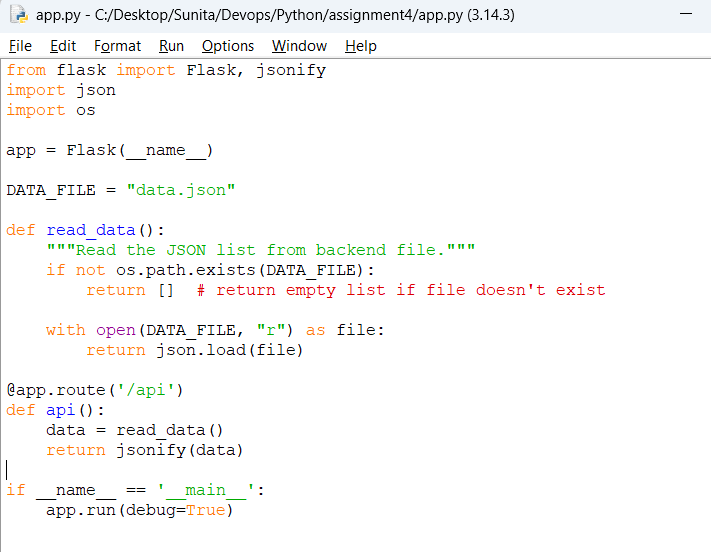 app.py - C:/Desktop/Sunita/Devops/Python/assignment4/app.py (3.14.3)
File Edit Format Run Options Window Help
from flask import Flask, jsonify
import json
import os

app = Flask(__name__)

DATA_FILE = "data.json"

def read_data():
    """Read the JSON list from backend file."""
    if not os.path.exists(DATA_FILE):
        return []  # return empty list if file doesn't exist

    with open(DATA_FILE, "r") as file:
        return json.load(file)

@app.route('/api')
def api():
    data = read_data()
    return jsonify(data)

if __name__ == '__main__':
    app.run(debug=True)